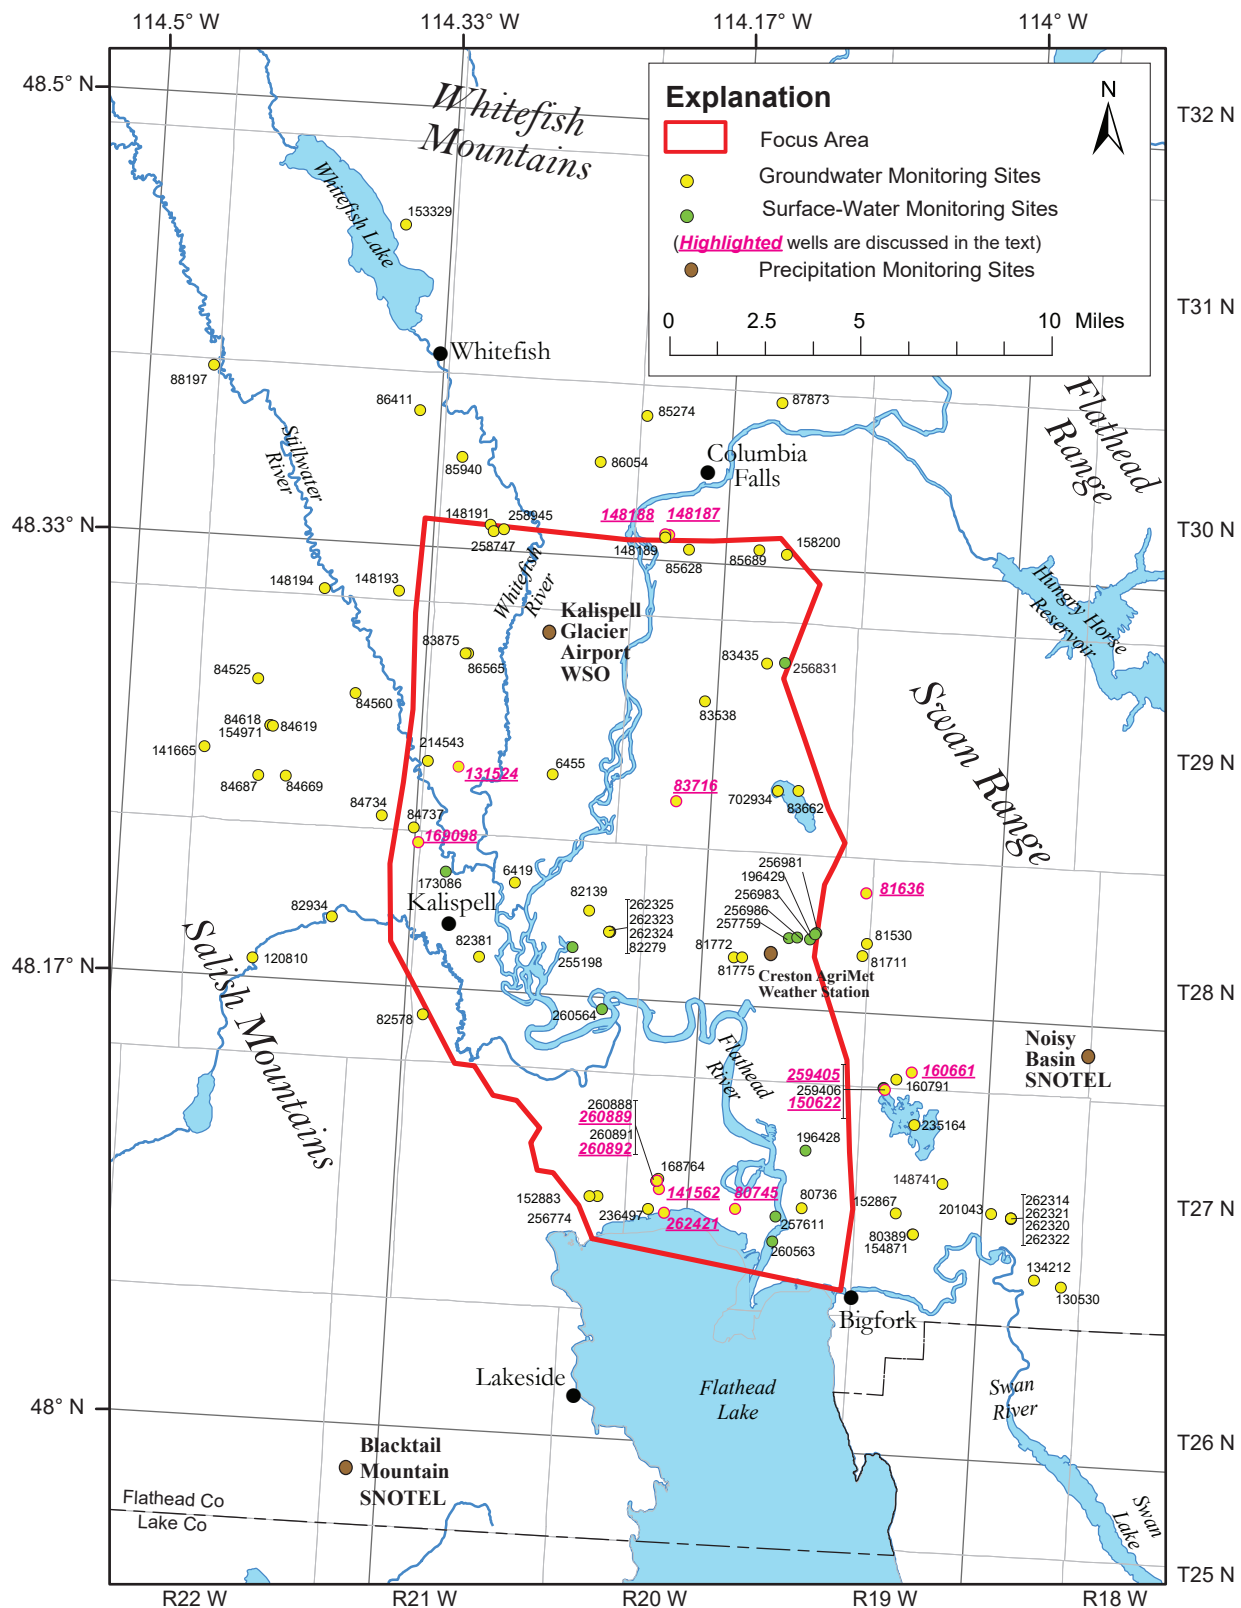 114.5° W
114.33° W
114.17° W
114° W
48.5° N
48.33° N
48.17° N
48° N
T32 N
T31 N
T30 N
T29 N
T28 N
T27 N
T26 N
T25 N
R22 W
R21 W
R20 W
R19 W
R18 W
Explanation
N
Focus Area
Groundwater Monitoring Sites
Surface-Water Monitoring Sites
(Highlighted wells are discussed in the text)
Precipitation Monitoring Sites
0
2.5
5
10 Miles
Whitefish
Mountains
Whitefish Lake
153329
Whitefish
88197
86411
85274
87873
Flathead
Range
Stillwater
River
85940
86054
Columbia
Falls
148191
258945
258747
148188
148187
148189
85628
85689
158200
148194
148193
Whitefish
River
Kalispell
Glacier
Airport
WSO
Hungry Horse
Reservoir
83875
86565
83435
256831
84525
84560
83538
84618
154971
84619
141665
84687
84669
214543
131524
6455
83716
702934
83662
Swan Range
84734
84737
169098
173086
6419
Kalispell
82139
262325
262323
262324
82279
256981
196429
256983
256986
257759
81636
82934
120810
82381
255198
81772
81775
Creston AgriMet
Weather Station
81530
81711
Salish Mountains
82578
260564
Flathead
River
Noisy
Basin
SNOTEL
259405
259406
150622
160661
160791
235164
260888
260889
260891
260892
196428
168764
148741
152883
256774
236497
141562
262421
80745
80736
257611
260563
152867
80389
154871
201043
262314
262321
262320
262322
134212
130530
Bigfork
Lakeside
Flathead
Lake
Swan
River
Swan
Lake
Blacktail
Mountain
SNOTEL
Flathead Co
Lake Co